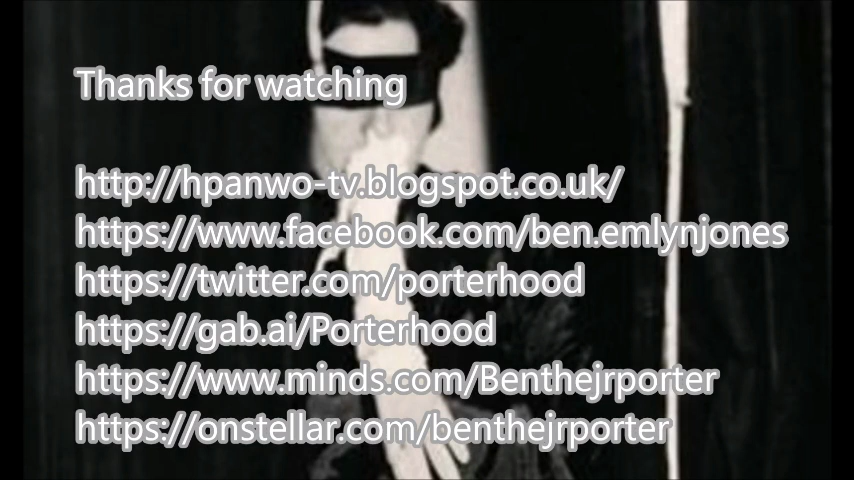 Thanks for watching
http://hpanwo-tv.blogspot.co.uk/
https://www.facebook.com/ben.emlynjones
https://twitter.com/porterhood
https://gab.ai/Porterhood
https://www.minds.com/Benthejrporter
https://onstellar.com/benthejrporter